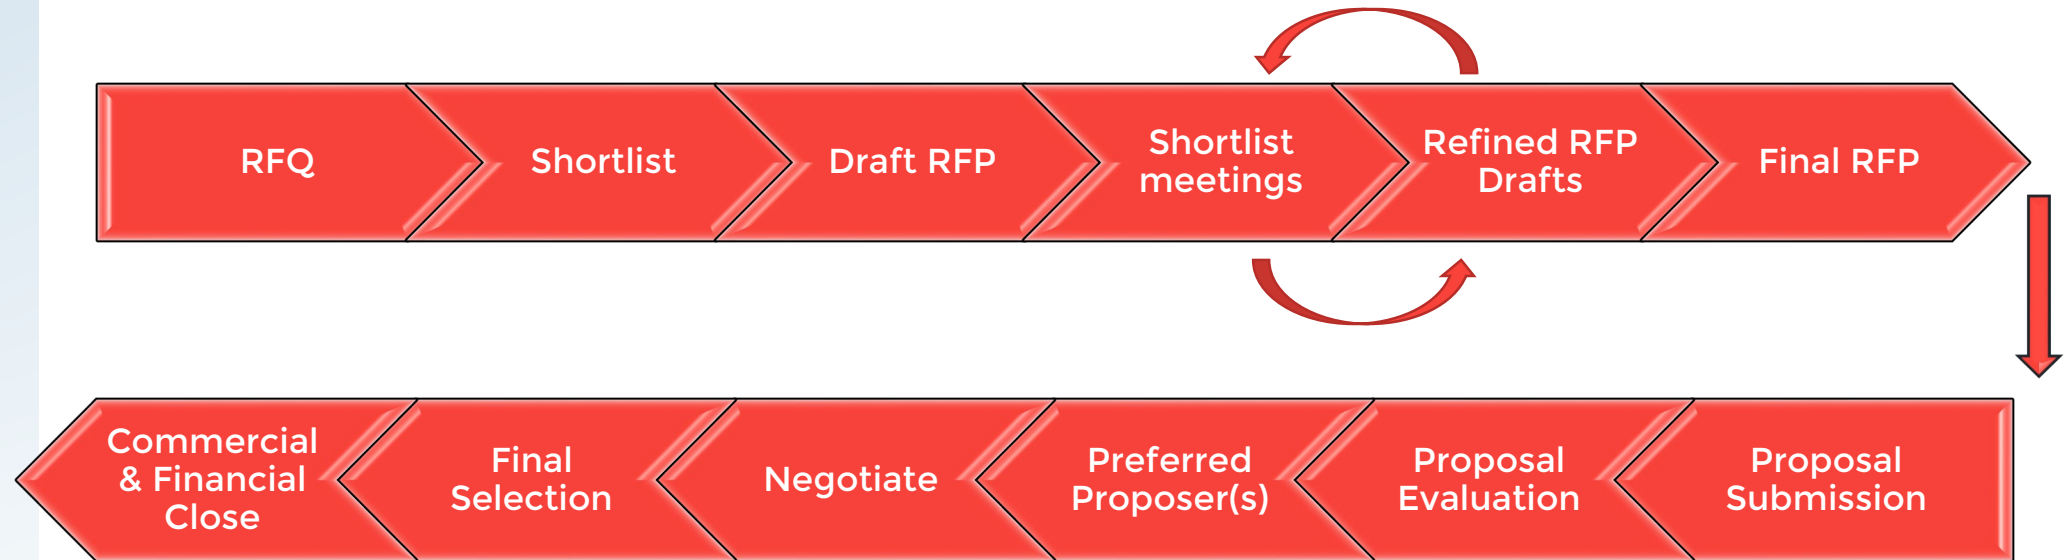 RFQ
Shortlist
Draft RFP
Shortlist
meetings
Refined RFP
Drafts
Final RFP
Proposal
Submission
Proposal
Evaluation
Preferred
Proposer(s)
Negotiate
Final
Selection
Commercial
& Financial
Close